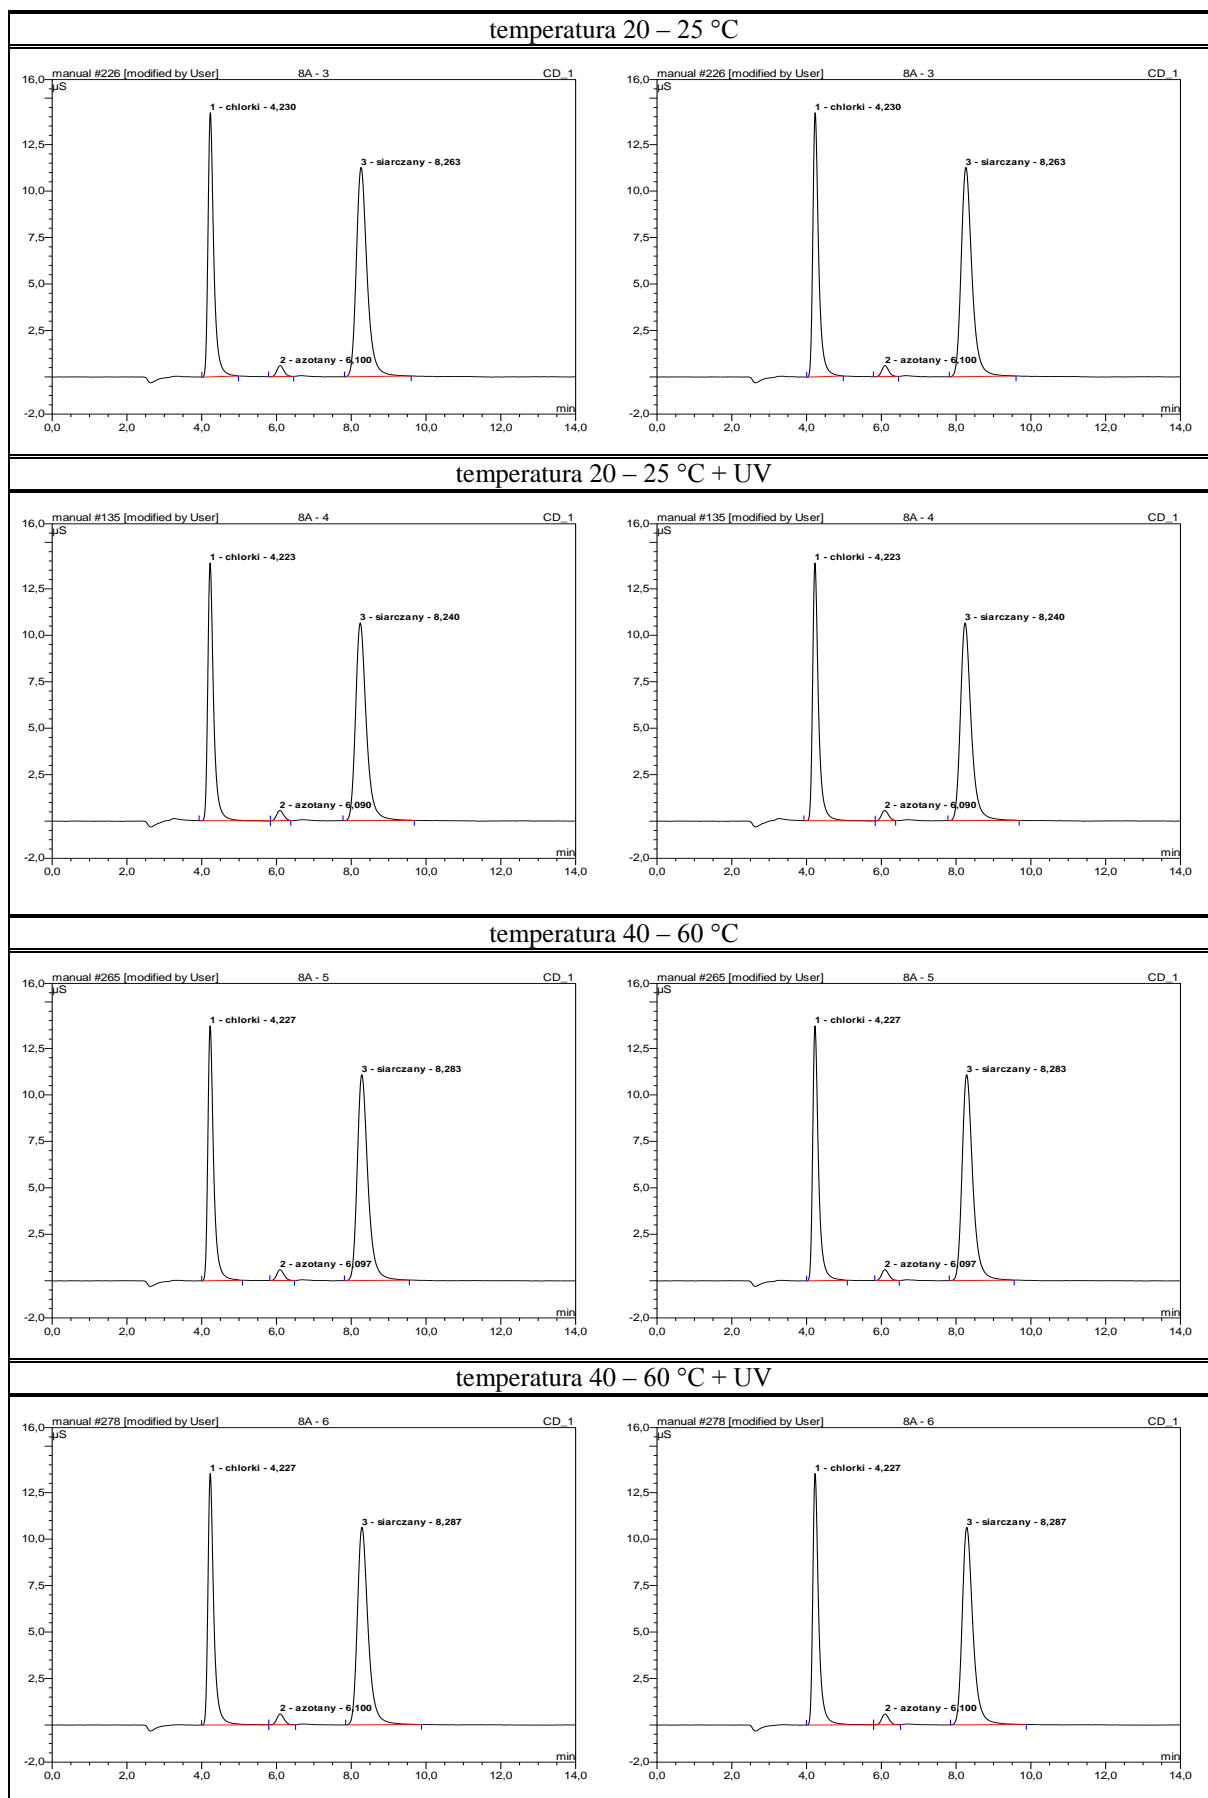 temperatura 20 – 25 °C
manual #226 [modified by User] 8A - 3 CD_1
manual #226 [modified by User] 8A - 3 CD_1
16,0 µS
16,0 µS
1 - chlorki - 4,230
1 - chlorki - 4,230
12,5
12,5
3 - siarczany - 8,263
3 - siarczany - 8,263
10,0
10,0
7,5
7,5
5,0
5,0
2,5
2,5
2 - azotany - 6,100
2 - azotany - 6,100
min
min
-2,0
-2,0
0,0 2,0 4,0 6,0 8,0 10,0 12,0 14,0
0,0 2,0 4,0 6,0 8,0 10,0 12,0 14,0
temperatura 20 – 25 °C + UV
manual #135 [modified by User] 8A - 4 CD_1
manual #135 [modified by User] 8A - 4 CD_1
16,0 µS
16,0 µS
1 - chlorki - 4,223
1 - chlorki - 4,223
12,5
12,5
3 - siarczany - 8,240
3 - siarczany - 8,240
10,0
10,0
7,5
7,5
5,0
5,0
2,5
2,5
2 - azotany - 6,090
2 - azotany - 6,090
min
min
-2,0
-2,0
0,0 2,0 4,0 6,0 8,0 10,0 12,0 14,0
0,0 2,0 4,0 6,0 8,0 10,0 12,0 14,0
temperatura 40 – 60 °C
manual #265 [modified by User] 8A - 5 CD_1
manual #265 [modified by User] 8A - 5 CD_1
16,0 µS
16,0 µS
1 - chlorki - 4,227
1 - chlorki - 4,227
12,5
12,5
3 - siarczany - 8,283
3 - siarczany - 8,283
10,0
10,0
7,5
7,5
5,0
5,0
2,5
2,5
2 - azotany - 6,097
2 - azotany - 6,097
min
min
-2,0
-2,0
0,0 2,0 4,0 6,0 8,0 10,0 12,0 14,0
0,0 2,0 4,0 6,0 8,0 10,0 12,0 14,0
temperatura 40 – 60 °C + UV
manual #278 [modified by User] 8A - 6 CD_1
manual #278 [modified by User] 8A - 6 CD_1
16,0 µS
16,0 µS
1 - chlorki - 4,227
1 - chlorki - 4,227
12,5
12,5
3 - siarczany - 8,287
3 - siarczany - 8,287
10,0
10,0
7,5
7,5
5,0
5,0
2,5
2,5
2 - azotany - 6,100
2 - azotany - 6,100
min
min
-2,0
-2,0
0,0 2,0 4,0 6,0 8,0 10,0 12,0 14,0
0,0 2,0 4,0 6,0 8,0 10,0 12,0 14,0